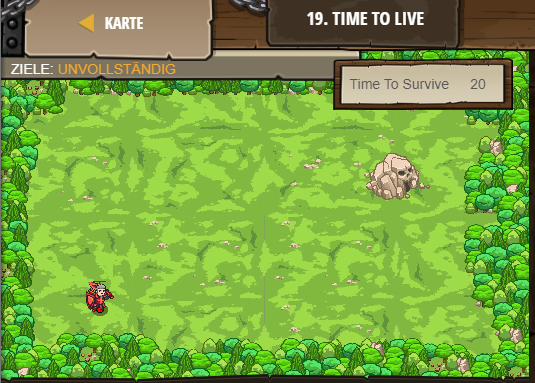 KARTE
19. TIME TO LIVE
ZIELE: UNVOLLSTÄNDIG
Time To Survive 20